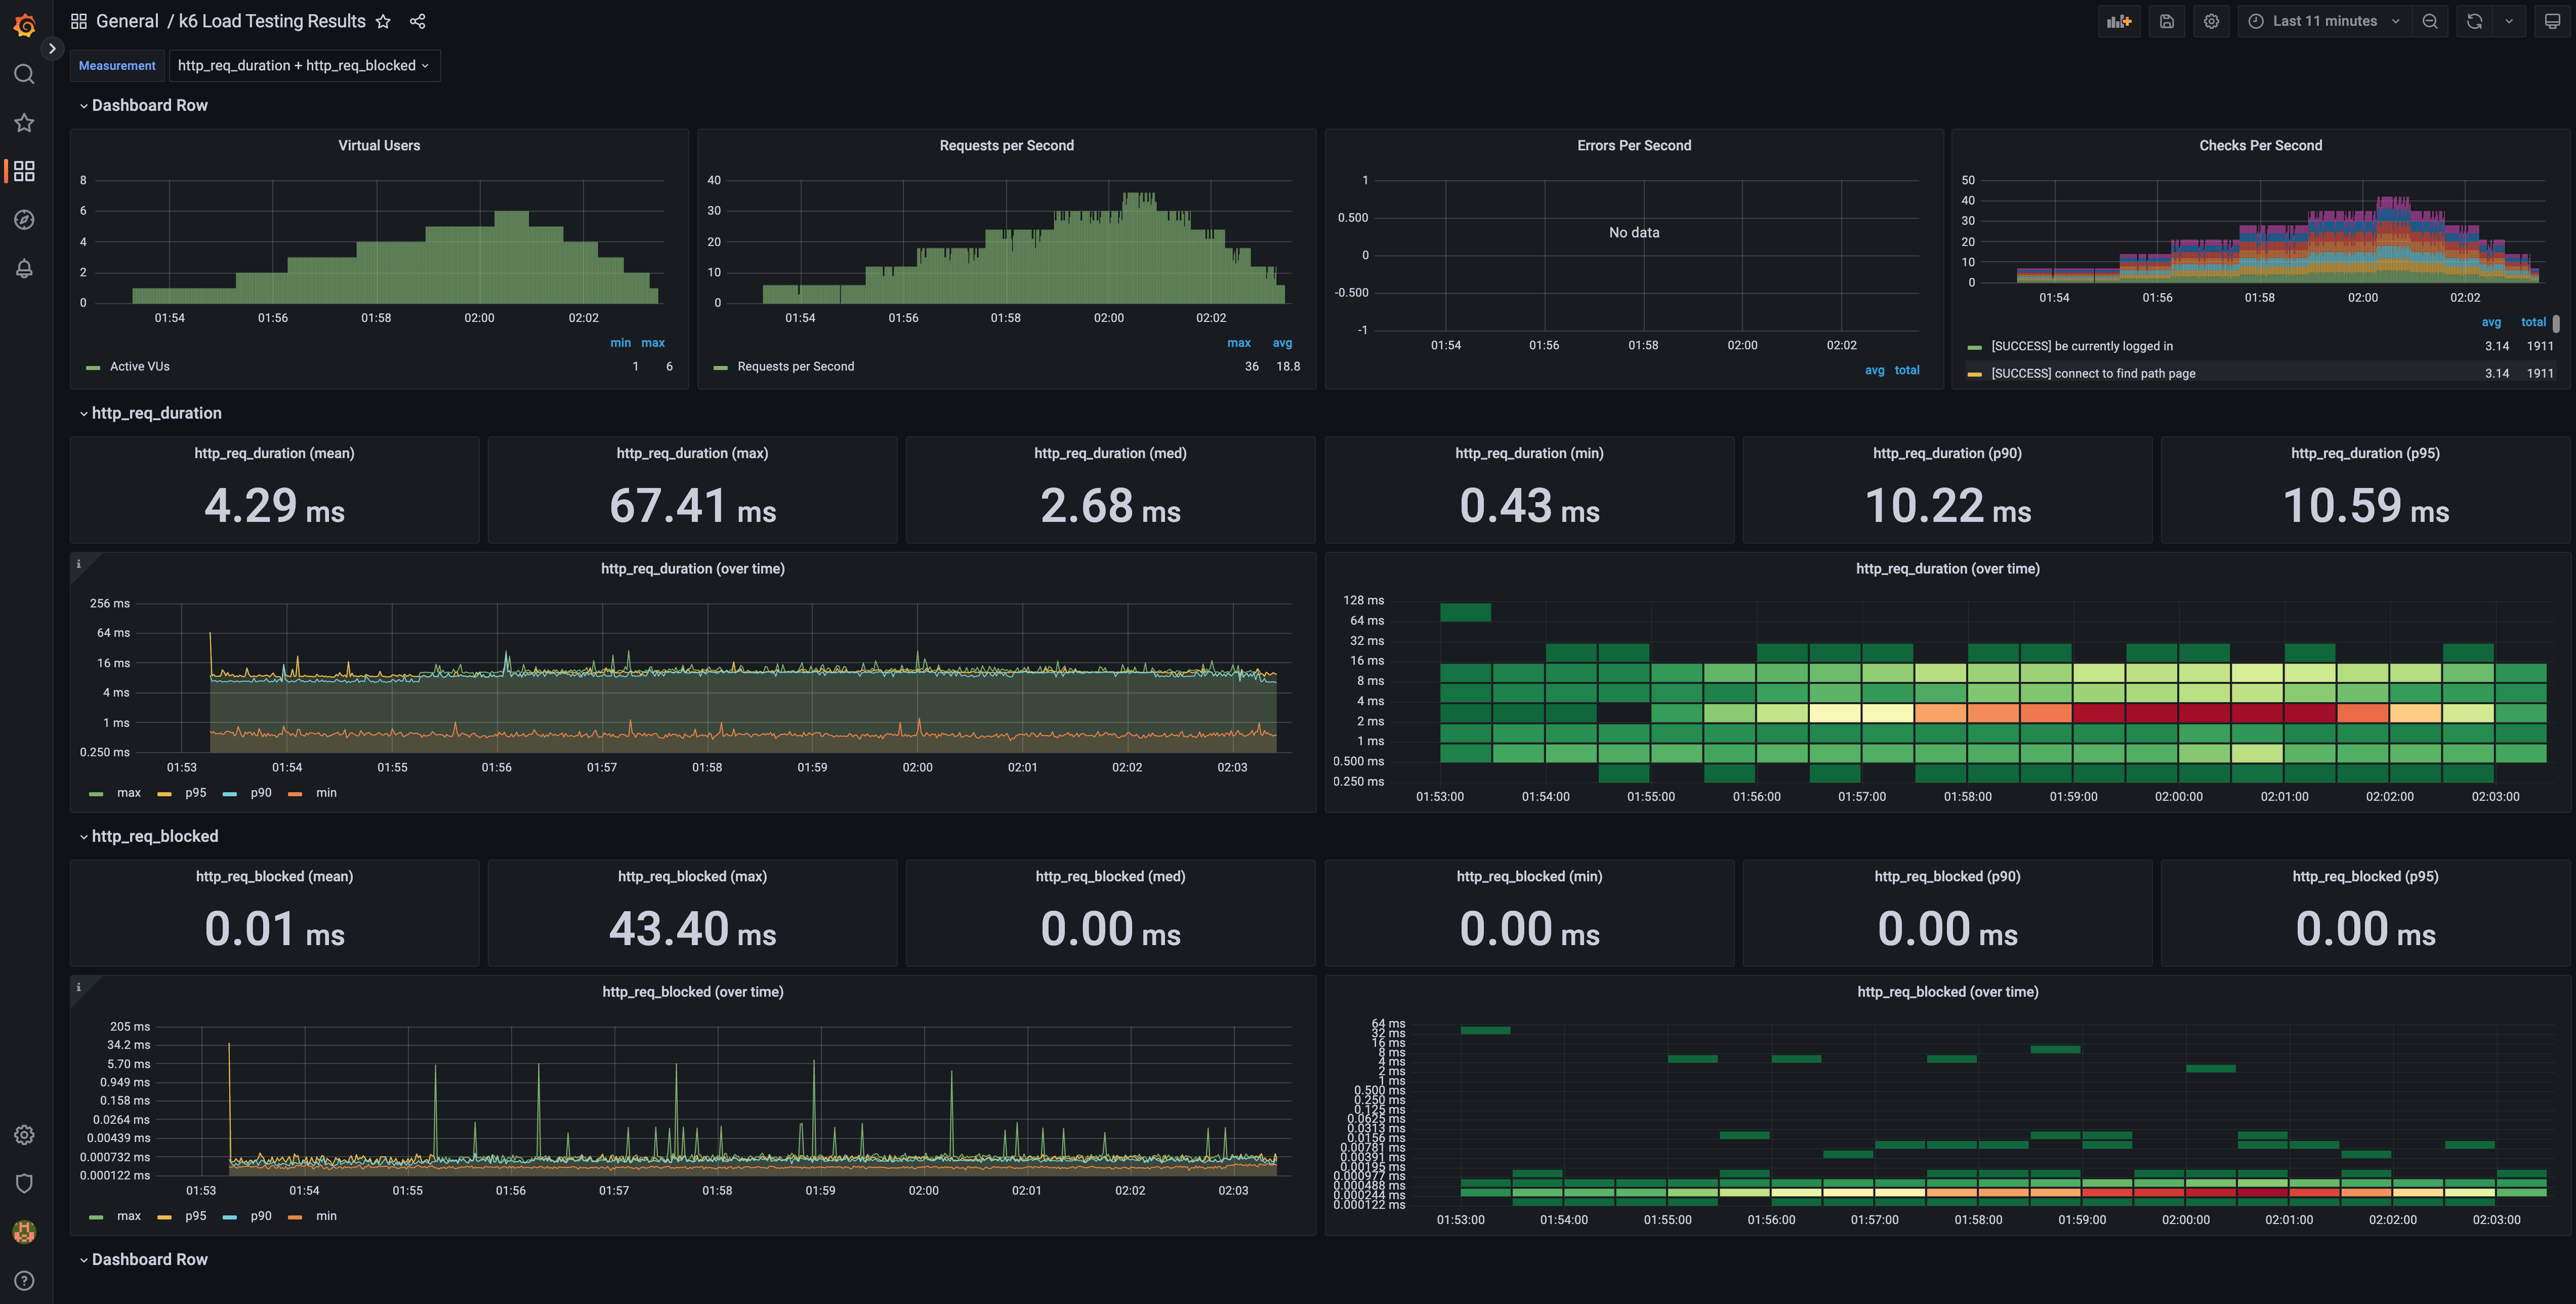 General / k6 Load Testing Results
Last 11 minutes
Measurement
http_req_duration + http_req_blocked
Dashboard Row
Virtual Users
8
6
4
2
0
01:54 01:56 01:58 02:00 02:02
min max
Active VUs 1 6
Requests per Second
40
30
20
10
0
01:54 01:56 01:58 02:00 02:02
max avg
Requests per Second 36 18.8
Errors Per Second
1
0.500
0
-0.500
-1
No data
01:54 01:56 01:58 02:00 02:02
avg total
Checks Per Second
50
40
30
20
10
0
01:54 01:56 01:58 02:00 02:02
avg total
[SUCCESS] be currently logged in 3.14 1911
[SUCCESS] connect to find path page 3.14 1911
http_req_duration
http_req_duration (mean)
4.29 ms
http_req_duration (max)
67.41 ms
http_req_duration (med)
2.68 ms
http_req_duration (min)
0.43 ms
http_req_duration (p90)
10.22 ms
http_req_duration (p95)
10.59 ms
http_req_duration (over time)
256 ms
64 ms
16 ms
4 ms
1 ms
0.250 ms
01:53 01:54 01:55 01:56 01:57 01:58 01:59 02:00 02:01 02:02 02:03
max p95 p90 min
http_req_duration (over time)
128 ms
64 ms
32 ms
16 ms
8 ms
4 ms
2 ms
1 ms
0.500 ms
0.250 ms
01:53:00 01:54:00 01:55:00 01:56:00 01:57:00 01:58:00 01:59:00 02:00:00 02:01:00 02:02:00 02:03:00
http_req_blocked
http_req_blocked (mean)
0.01 ms
http_req_blocked (max)
43.40 ms
http_req_blocked (med)
0.00 ms
http_req_blocked (min)
0.00 ms
http_req_blocked (p90)
0.00 ms
http_req_blocked (p95)
0.00 ms
http_req_blocked (over time)
205 ms
34.2 ms
5.70 ms
0.949 ms
0.158 ms
0.0264 ms
0.00439 ms
0.000732 ms
0.000122 ms
01:53 01:54 01:55 01:56 01:57 01:58 01:59 02:00 02:01 02:02 02:03
max p95 p90 min
http_req_blocked (over time)
64 ms
32 ms
16 ms
8 ms
4 ms
2 ms
1 ms
0.500 ms
0.250 ms
0.125 ms
0.0625 ms
0.0313 ms
0.0156 ms
0.00781 ms
0.00391 ms
0.00195 ms
0.000977 ms
0.000488 ms
0.000244 ms
0.000122 ms
01:53:00 01:54:00 01:55:00 01:56:00 01:57:00 01:58:00 01:59:00 02:00:00 02:01:00 02:02:00 02:03:00
Dashboard Row